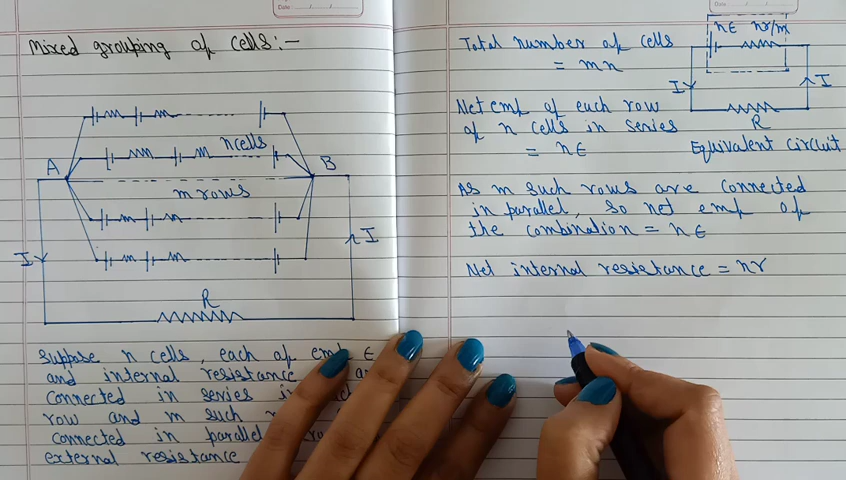 Date
Mixed grouping of cells:-
n cells
A
B
m rows
I
I
R
Suppose n cells, each of emf ε
and internal resistance
connected in series in
row and m such
connected in parallel
external resistance
Date
nε nr/m
I
I
R
Equivalent circuit
Total number of cells
= mn
Net emf of each row
of n cells in series
= nε
As m such rows are connected
in parallel, so net emf of
the combination = nε
Net internal resistance = nr